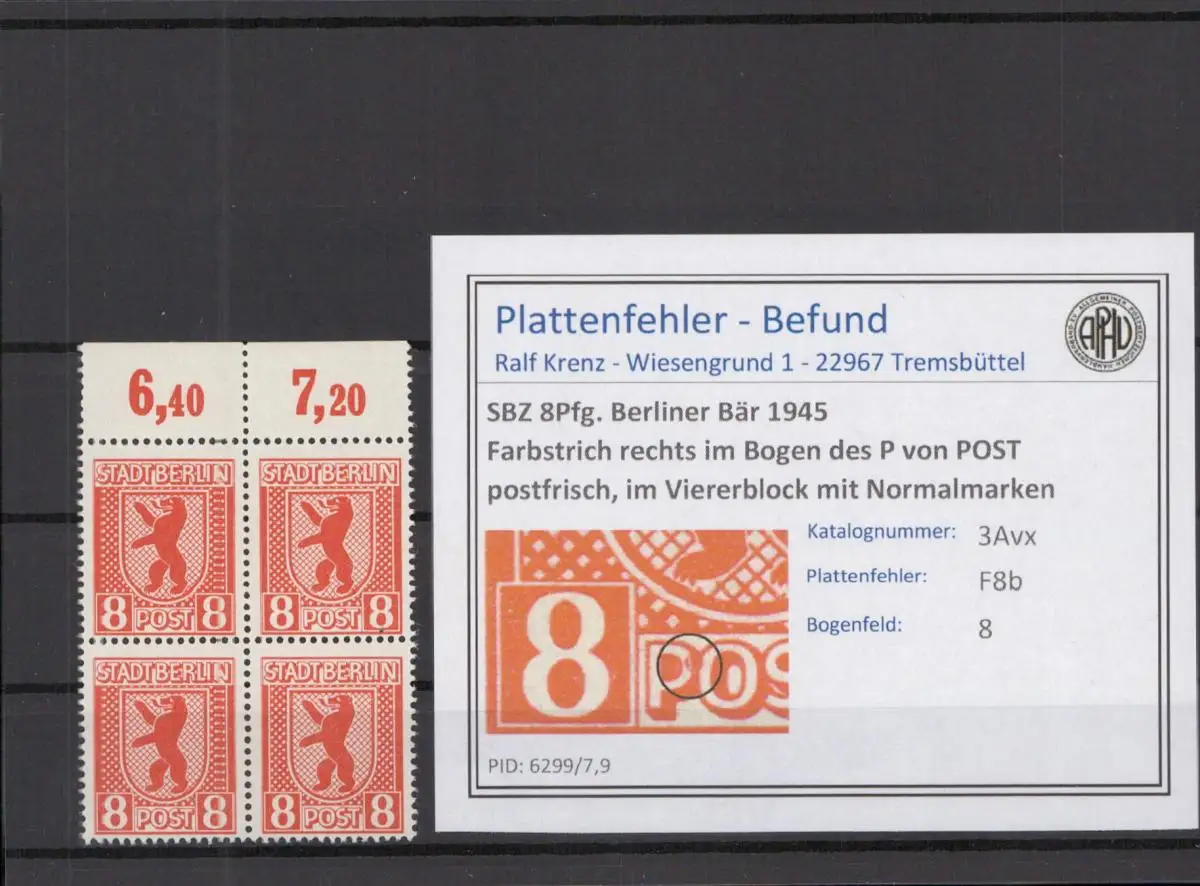 6,40 7,20
STADT BERLIN STADT BERLIN
8 POST 8 8 POST 8
STADT BERLIN STADT BERLIN
8 POST 8 8 POST 8
Plattenfehler - Befund
Ralf Krenz - Wiesengrund 1 - 22967 Tremsbüttel
APHV
SBZ 8Pfg. Berliner Bär 1945
Farbstrich rechts im Bogen des P von POST
postfrisch, im Viererblock mit Normalmarken
Katalognummer: 3Avx
Plattenfehler: F8b
Bogenfeld: 8
8 POS
PID: 6299/7,9